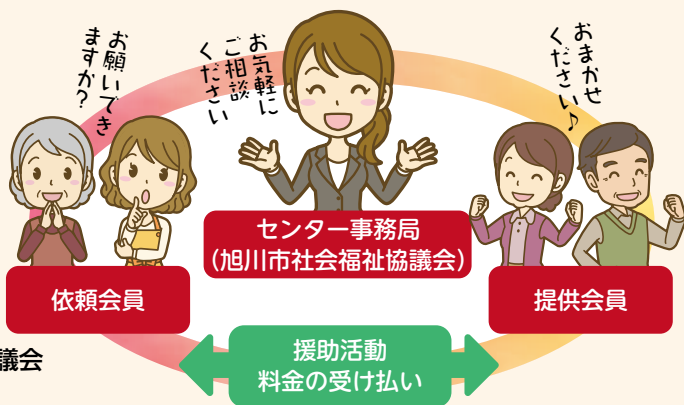 お願いでき
ますか?
お気軽に
ご相談
ください
おまかせ
ください♪
センター事務局
(旭川市社会福祉協議会)
依頼会員
提供会員
援助活動
料金の受け払い
議会